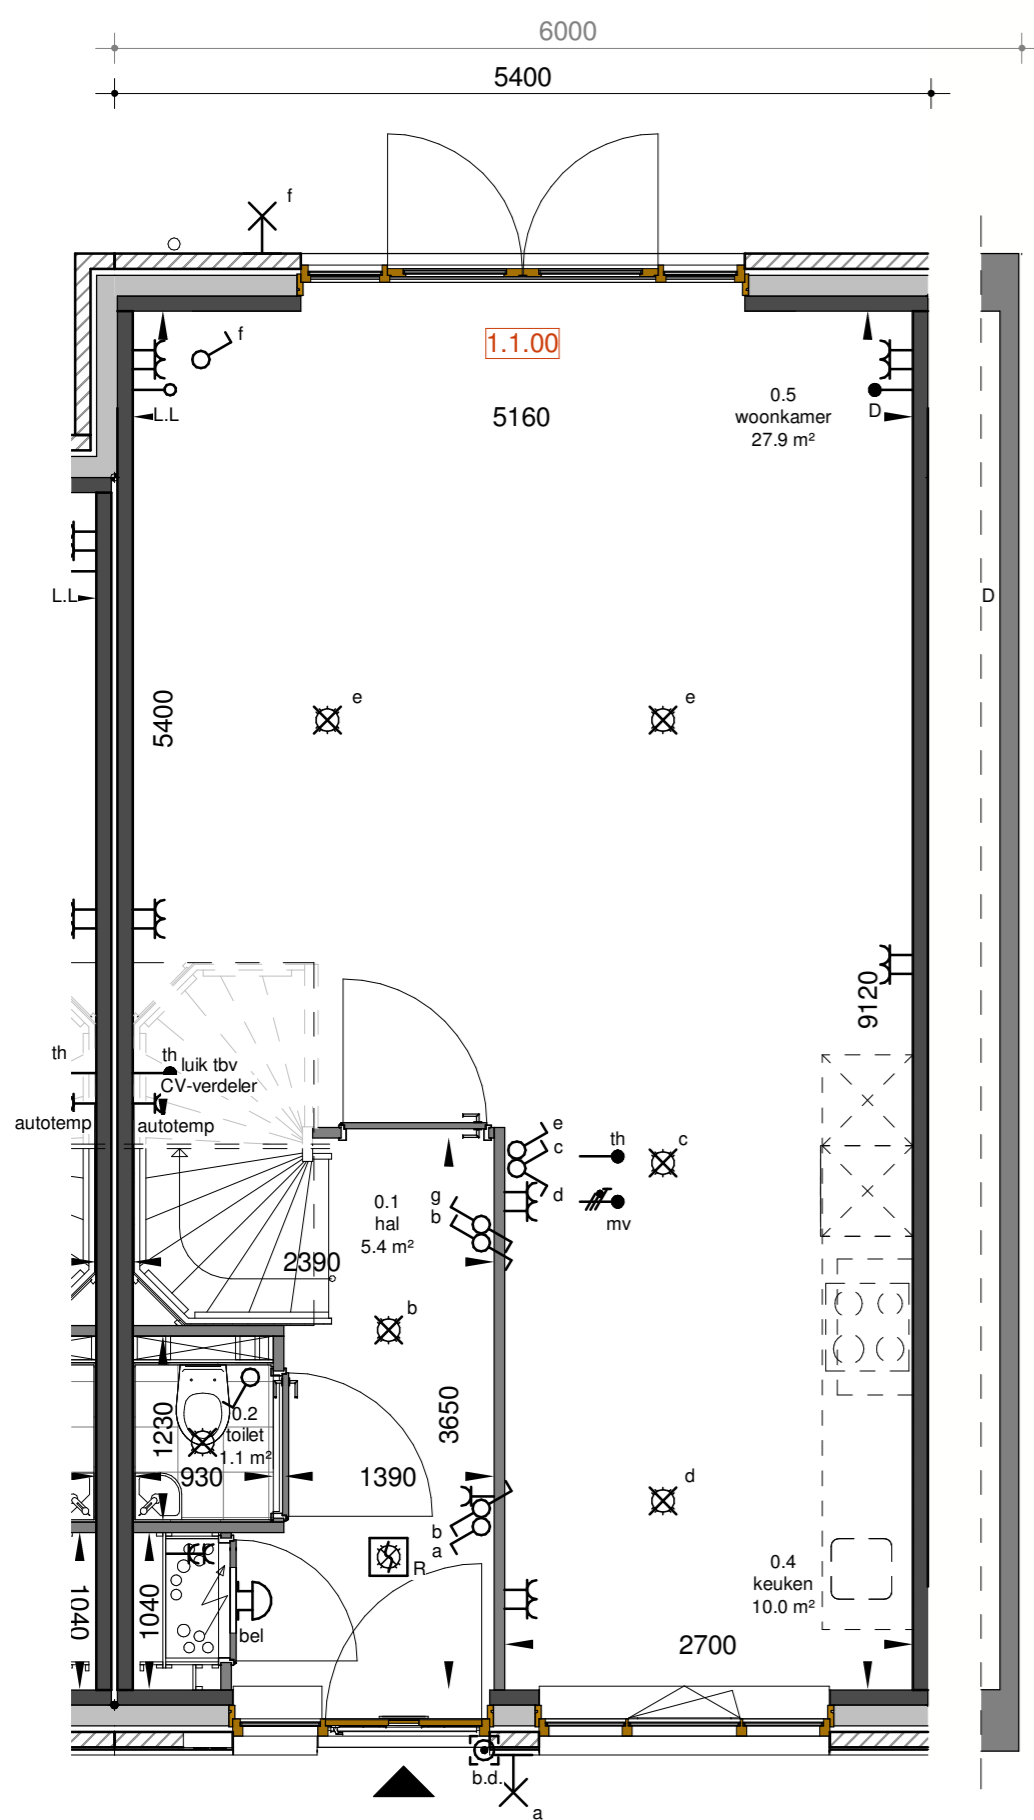 6000
5400
f
f
1.1.00
L.L
5160
0.5
woonkamer
27.9 m²
D
L.L
D
e
e
5400
9120
th
th
luik tbv
CV-verdeler
autotemp
autotemp
e
c
d
th
mv
c
g
b
0.1
hal
5.4 m²
2390
b
1230
0.2
toilet
1.1 m²
930
1390
3650
d
b
a
R
1040
1040
bel
0.4
keuken
10.0 m²
2700
b.d.
a